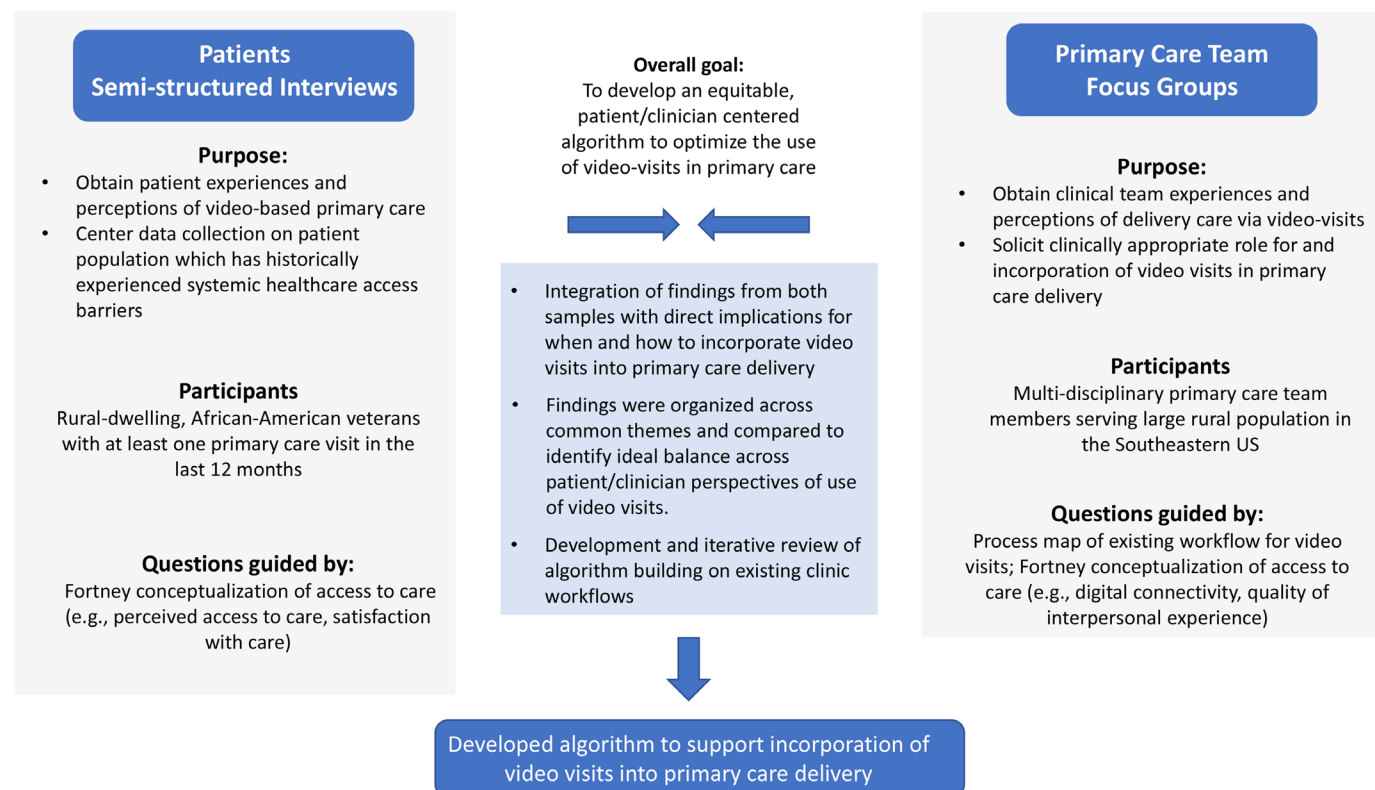 Patients
Semi-structured Interviews
Purpose:
• Obtain patient experiences and
perceptions of video-based primary care
• Center data collection on patient
population which has historically
experienced systemic healthcare access
barriers
Participants
Rural-dwelling, African-American veterans
with at least one primary care visit in the
last 12 months
Questions guided by:
Fortney conceptualization of access to care
(e.g., perceived access to care, satisfaction
with care)
Overall goal:
To develop an equitable,
patient/clinician centered
algorithm to optimize the use
of video-visits in primary care
• Integration of findings from both
samples with direct implications for
when and how to incorporate video
visits into primary care delivery
• Findings were organized across
common themes and compared to
identify ideal balance across
patient/clinician perspectives of use
of video visits.
• Development and iterative review of
algorithm building on existing clinic
workflows
Primary Care Team
Focus Groups
Purpose:
• Obtain clinical team experiences and
perceptions of delivery care via video-visits
• Solicit clinically appropriate role for and
incorporation of video visits in primary
care delivery
Participants
Multi-disciplinary primary care team
members serving large rural population in
the Southeastern US
Questions guided by:
Process map of existing workflow for video
visits; Fortney conceptualization of access to
care (e.g., digital connectivity, quality of
interpersonal experience)
Developed algorithm to support incorporation of
video visits into primary care delivery